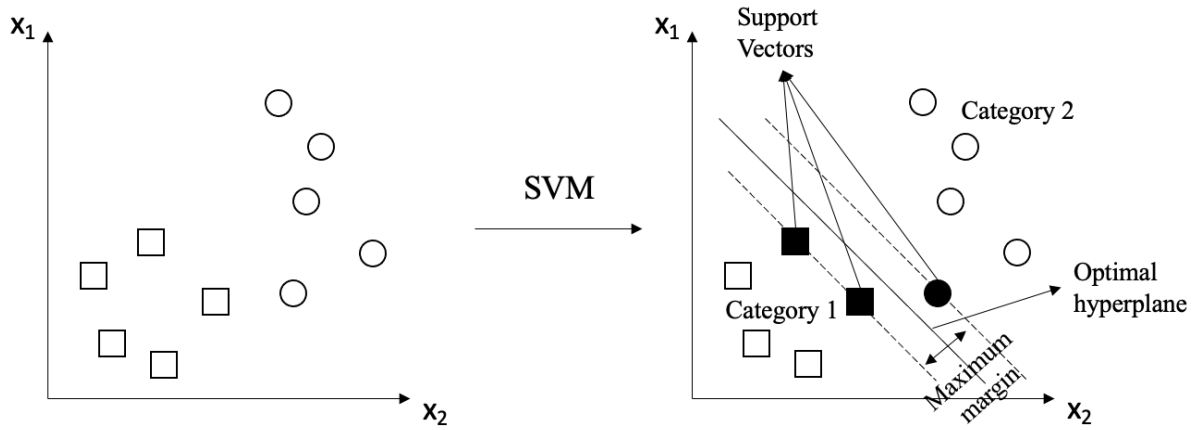 X₁
X₂
SVM
X₁
Support
Vectors
Category 2
Category 1
Optimal
hyperplane
Maximum
margin
X₂